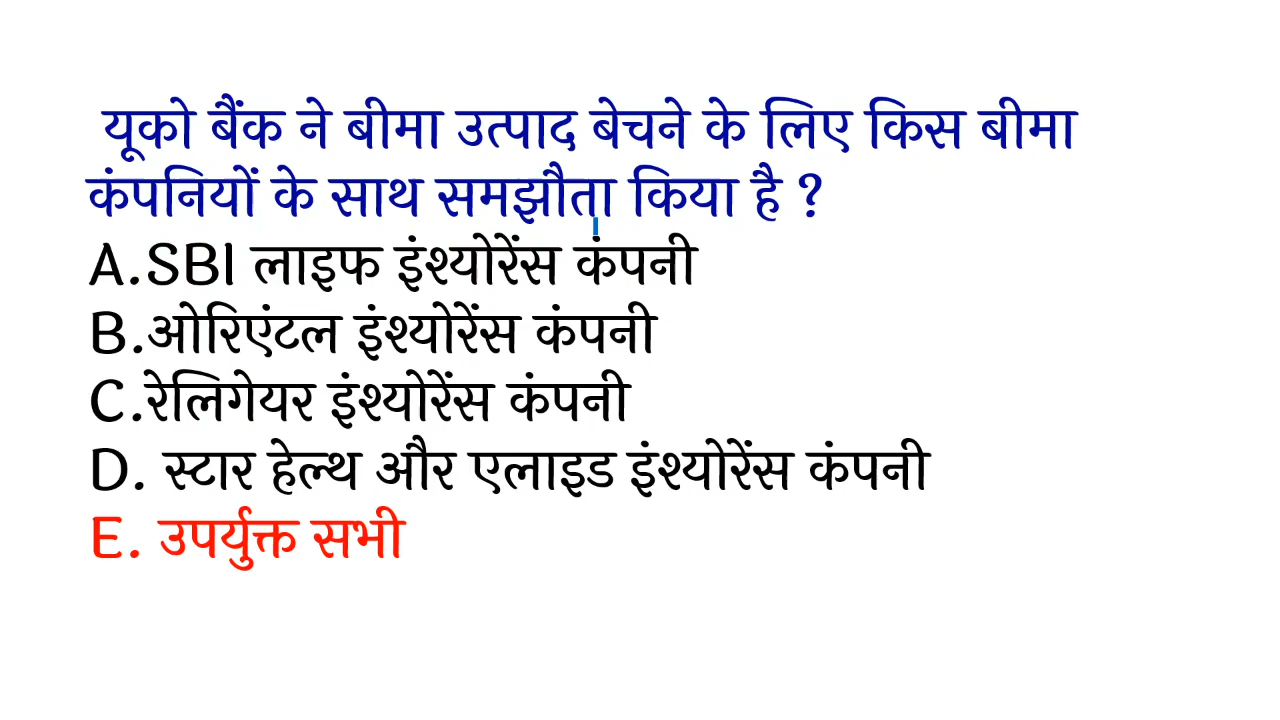 यूको बैंक ने बीमा उत्पाद बेचने के लिए किस बीमा
कंपनियों के साथ समझौता किया है ?
A.SBI लाइफ इंश्योरेंस कंपनी
B.ओरिएंटल इंश्योरेंस कंपनी
C.रेलिगेयर इंश्योरेंस कंपनी
D. स्टार हेल्थ और एलाइड इंश्योरेंस कंपनी
E. उपर्युक्त सभी